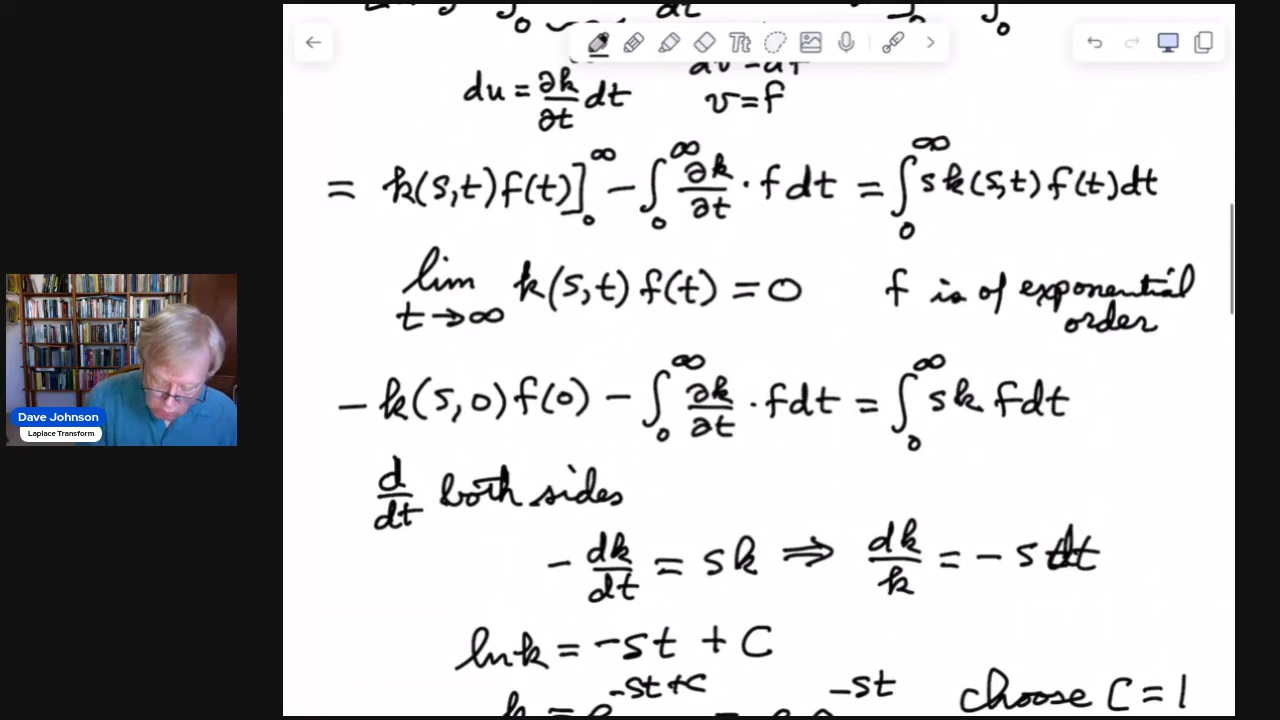 du = ∂k/∂t dt v = f
= k(s,t)f(t)]₀^∞ − ∫₀^∞ ∂k/∂t · f dt = ∫₀^∞ s k(s,t) f(t) dt
lim t→∞ k(s,t) f(t) = 0 f is of exponential order
− k(s,0) f(0) − ∫₀^∞ ∂k/∂t · f dt = ∫₀^∞ s k f dt
d/dt both sides
− dk/dt = s k ⇒ dk/k = − s dt
ln k = −st + C
choose C = 1
Tt
Dave Johnson
Laplace Transform